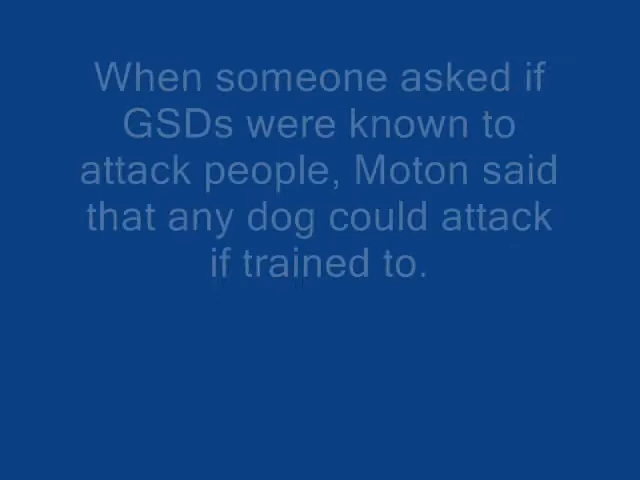 When someone asked if
GSDs were known to
attack people, Moton said
that any dog could attack
if trained to.